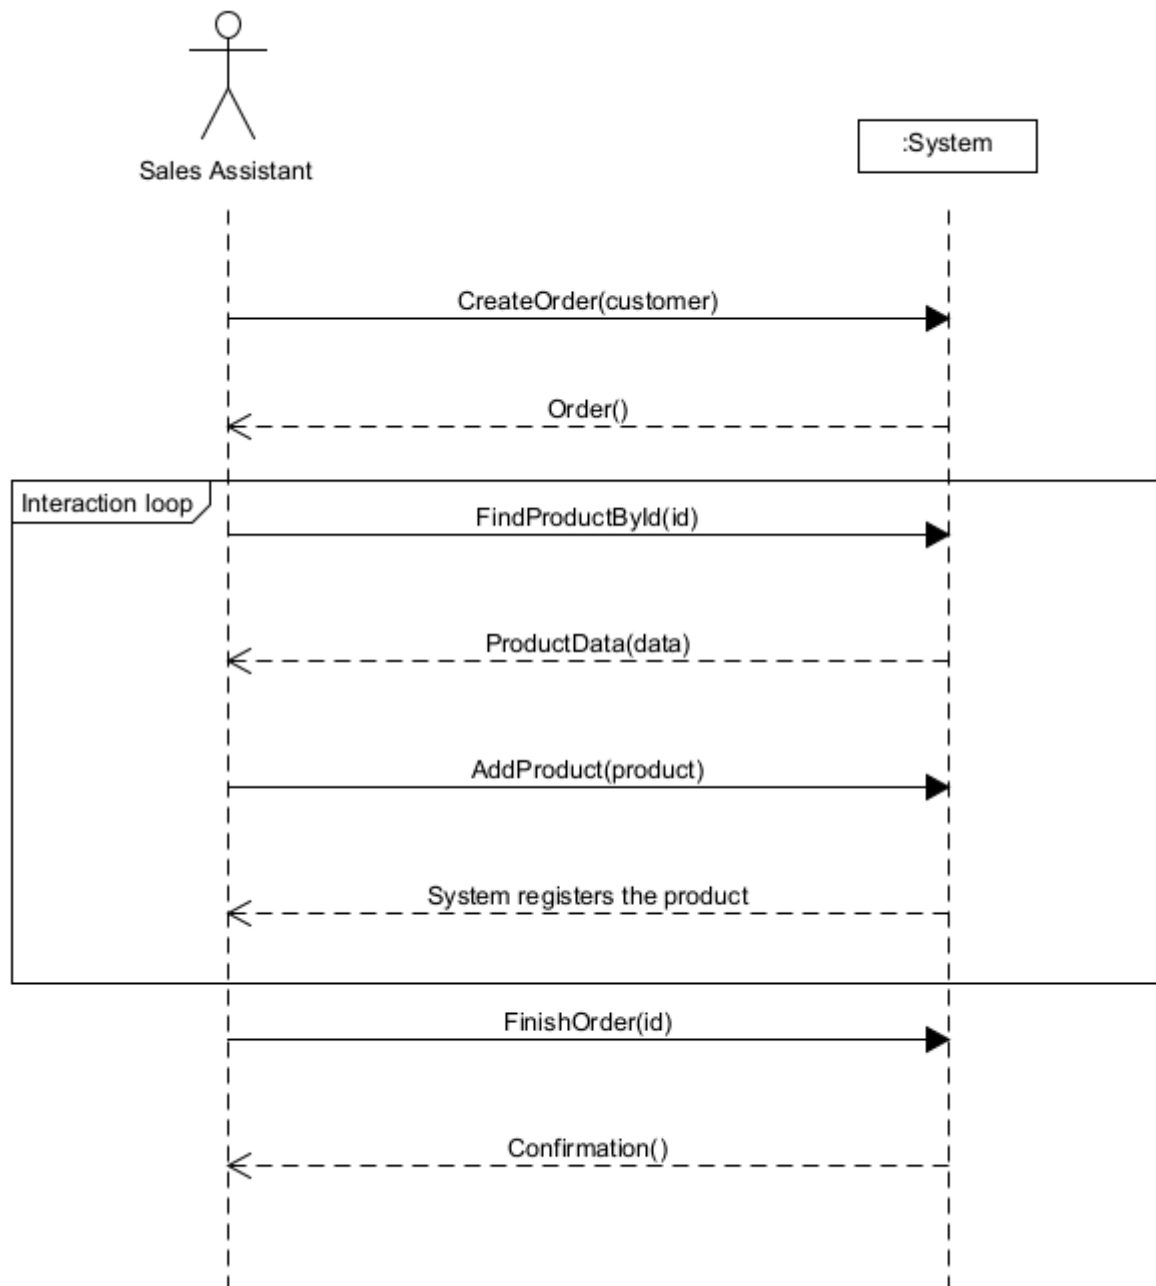 Sales Assistant
:System
CreateOrder(customer)
Order()
Interaction loop
FindProductById(id)
ProductData(data)
AddProduct(product)
System registers the product
FinishOrder(id)
Confirmation()